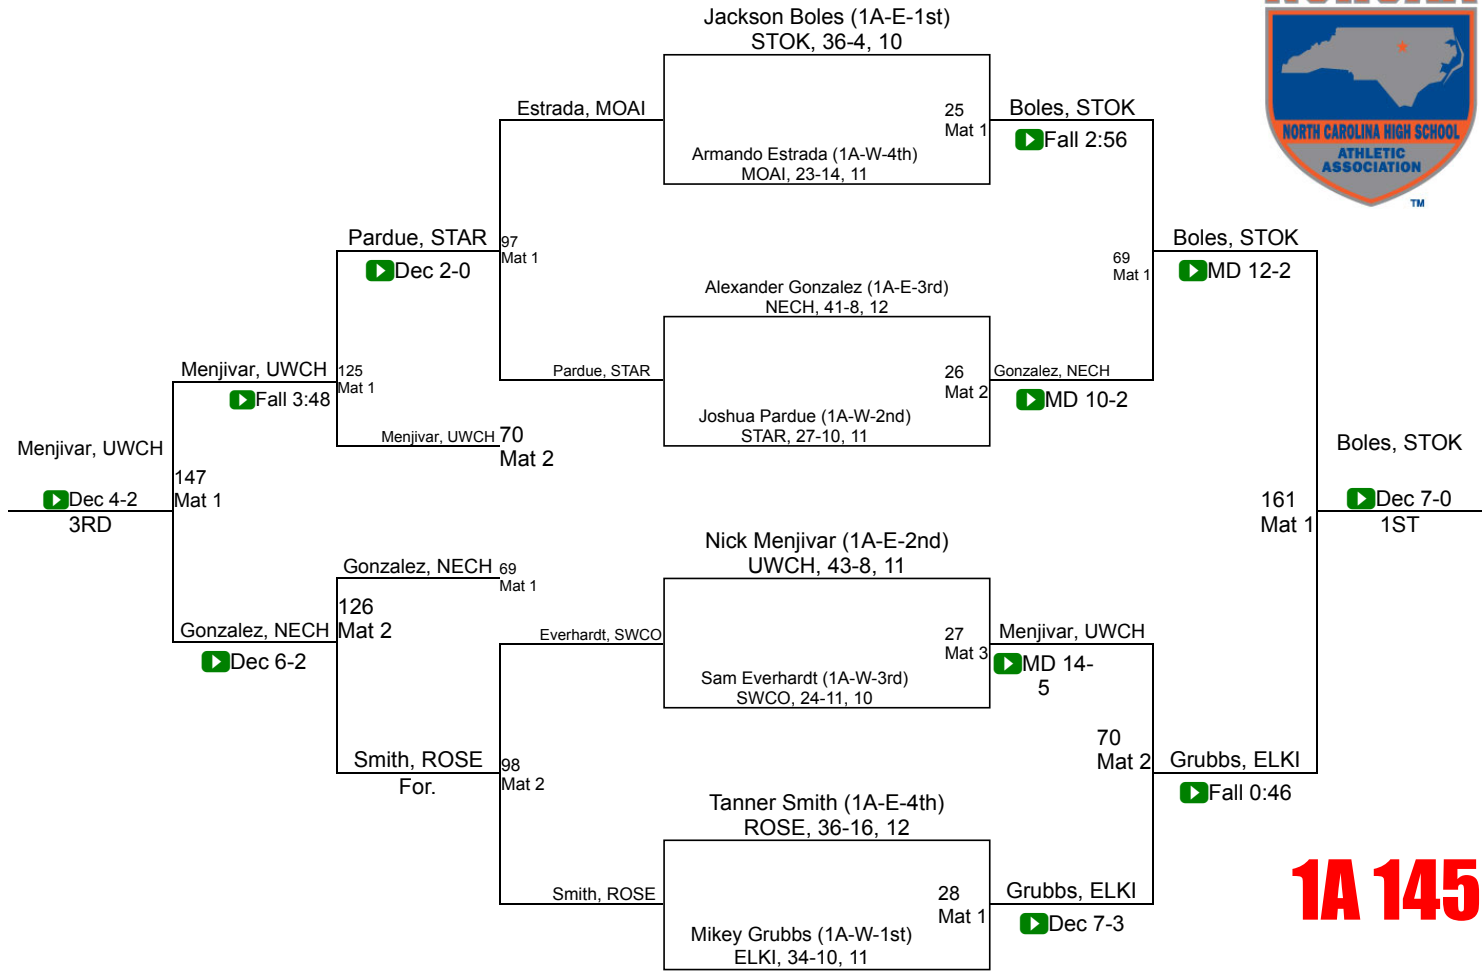 Jackson Boles (1A-E-1st)
STOK, 36-4, 10
Estrada, MOAI
25
Mat 1
Boles, STOK
Fall 2:56
Armando Estrada (1A-W-4th)
MOAI, 23-14, 11
NORTH CAROLINA HIGH SCHOOL
ATHLETIC
ASSOCIATION
TM
Pardue, STAR
Dec 2-0
97
Mat 1
69
Mat 1
Boles, STOK
MD 12-2
Alexander Gonzalez (1A-E-3rd)
NECH, 41-8, 12
Menjivar, UWCH
Fall 3:48
125
Mat 1
Pardue, STAR
26
Mat 2
Gonzalez, NECH
MD 10-2
Joshua Pardue (1A-W-2nd)
STAR, 27-10, 11
Menjivar, UWCH
70
Mat 2
Menjivar, UWCH
Dec 4-2
3RD
147
Mat 1
Boles, STOK
Dec 7-0
1ST
161
Mat 1
Nick Menjivar (1A-E-2nd)
UWCH, 43-8, 11
Gonzalez, NECH
69
Mat 1
126
Mat 2
Gonzalez, NECH
Dec 6-2
Everhardt, SWCO
27
Mat 3
Menjivar, UWCH
MD 14-
5
Sam Everhardt (1A-W-3rd)
SWCO, 24-11, 10
Smith, ROSE
For.
98
Mat 2
70
Mat 2
Grubbs, ELKI
Fall 0:46
Tanner Smith (1A-E-4th)
ROSE, 36-16, 12
Smith, ROSE
28
Mat 1
Grubbs, ELKI
Dec 7-3
Mikey Grubbs (1A-W-1st)
ELKI, 34-10, 11
1A 145